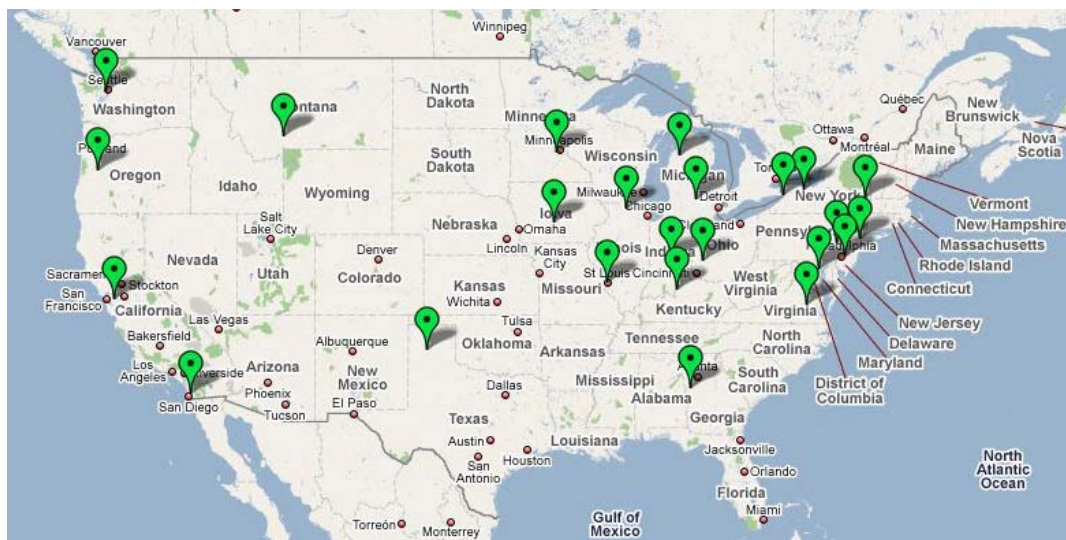 Winnipeg
Vancouver
Seattle
Washington
Montana
North
Dakota
Minneapolis
Québec
New
Brunswick
Nova
Scotia
Ottawa
Montréal
Maine
Oregon
Idaho
Wyoming
South
Dakota
Wisconsin
Michigan
Milwaukee
Detroit
Chicago
New York
Vermont
New Hampshire
Massachusetts
Rhode Island
Connecticut
New Jersey
Delaware
Maryland
District of
Columbia
Nebraska
Iowa
Omaha
Lincoln
Salt
Lake City
Nevada
Utah
Denver
Colorado
Kansas
City
Kansas
Wichita
Missouri
St Louis
Cincinnati
Ohio
West
Virginia
Virginia
Kentucky
Stockton
San
Francisco
California
Bakersfield
Las Vegas
Los
Angeles
San Diego
Arizona
Phoenix
Tucson
Albuquerque
New
Mexico
El Paso
Tulsa
Oklahoma
Arkansas
Tennessee
North
Carolina
South
Carolina
Mississippi
Alabama
Georgia
Dallas
Texas
Austin
San
Antonio
Houston
Louisiana
Jacksonville
Orlando
Florida
Miami
Torreón
Monterrey
Gulf of
Mexico
North
Atlantic
Ocean